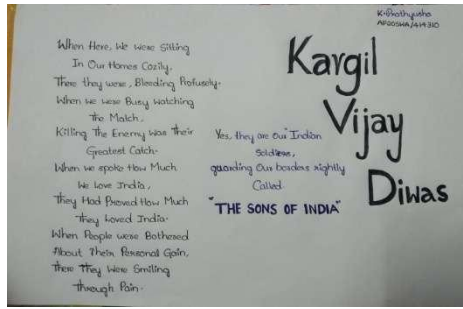 K. Prathyusha
AP00SWA/414310
When Here, We were Sitting
In Our Homes Cozily,
There they were, Bleeding Profusely.
When we were Busy Watching
the Match,
Killing The Enemy Was Their
Greatest Catch.
When we spoke How Much
We Love India,
They Had Proved How Much
They Loved India.
When People were Bothered
About Their Personal Gain,
There They Were Smiling
through Pain.
Yes, they are our Indian
Soldiers,
guarding Our borders rightly
Called.
"THE SONS OF INDIA"
Kargil
Vijay
Diwas